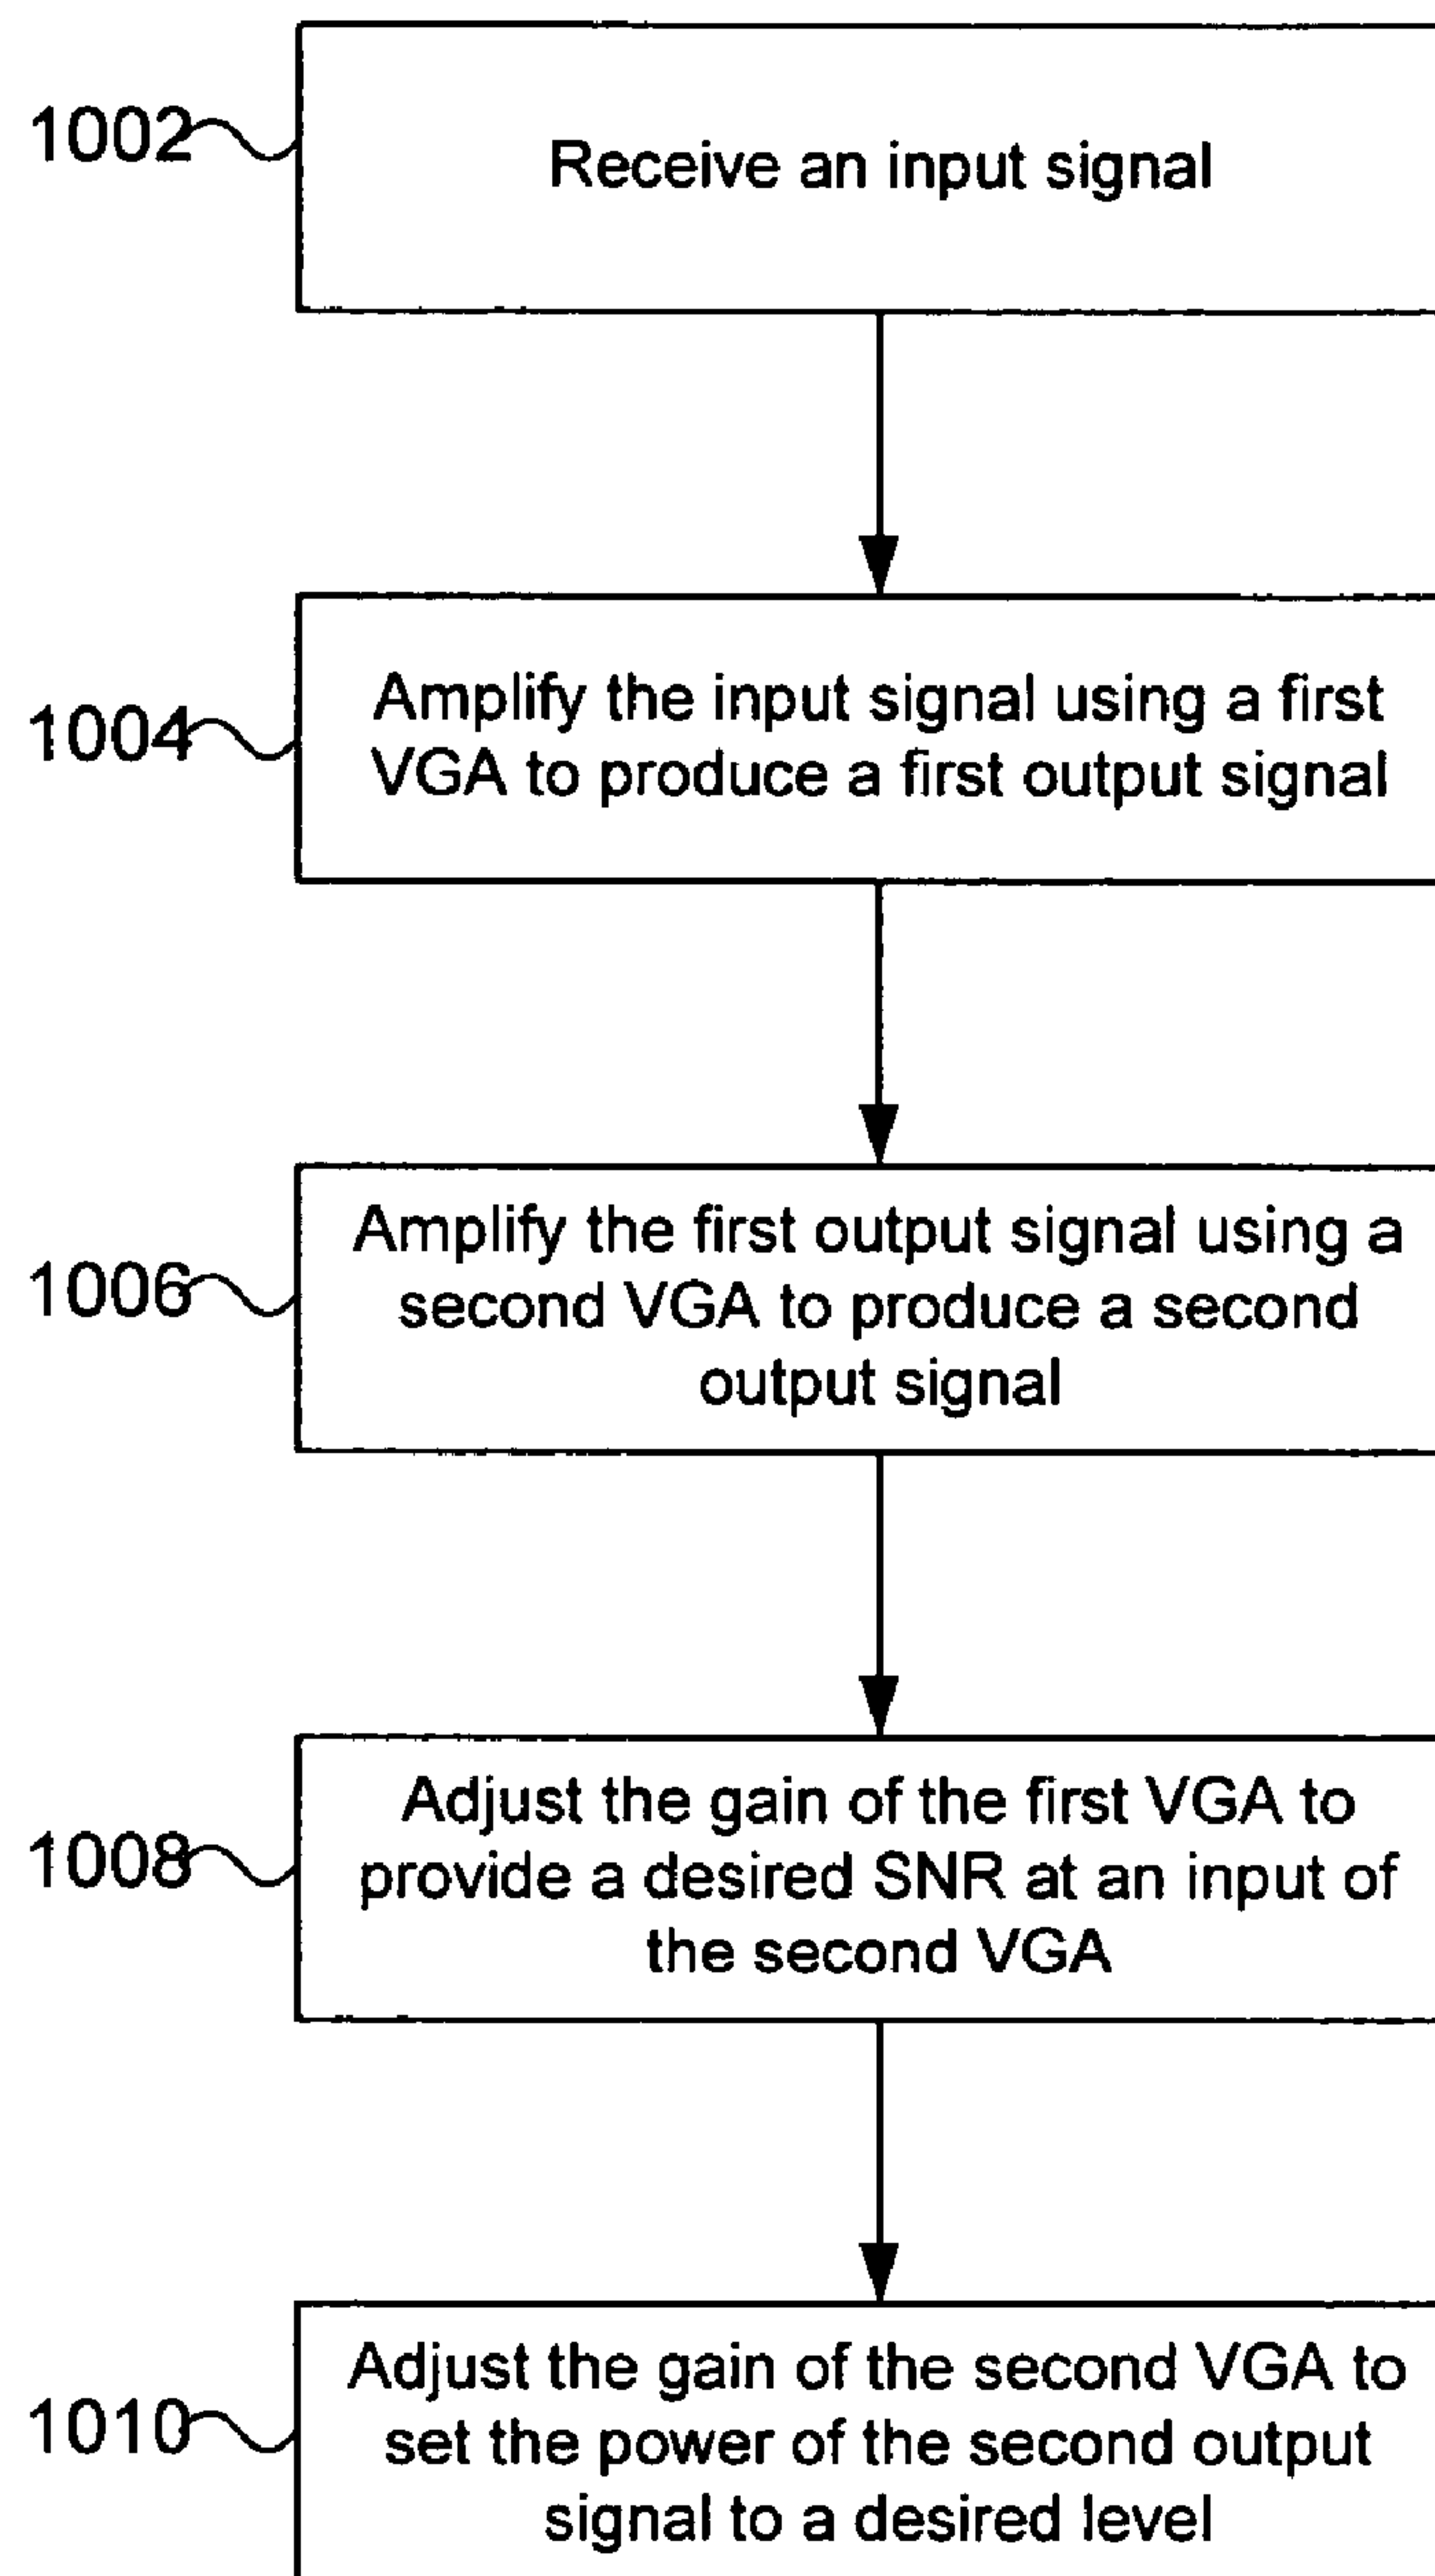 1002
Receive an input signal
1004
Amplify the input signal using a first
VGA to produce a first output signal
1006
Amplify the first output signal using a
second VGA to produce a second
output signal
1008
Adjust the gain of the first VGA to
provide a desired SNR at an input of
the second VGA
1010
Adjust the gain of the second VGA to
set the power of the second output
signal to a desired level